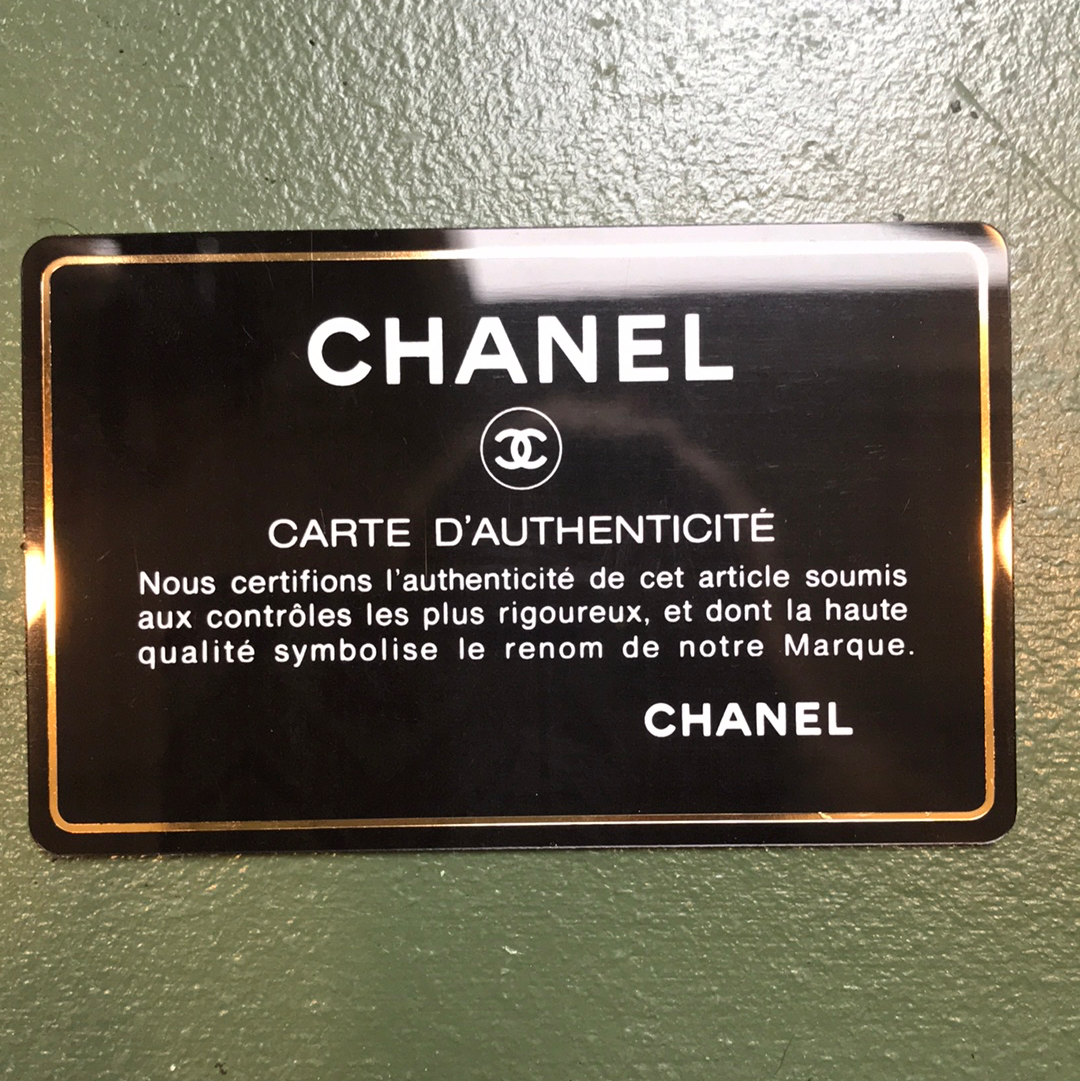 CHANEL
CARTE D'AUTHENTICITÉ
Nous certifions l'authenticité de cet article soumis
aux contrôles les plus rigoureux, et dont la haute
qualité symbolise le renom de notre Marque.
CHANEL